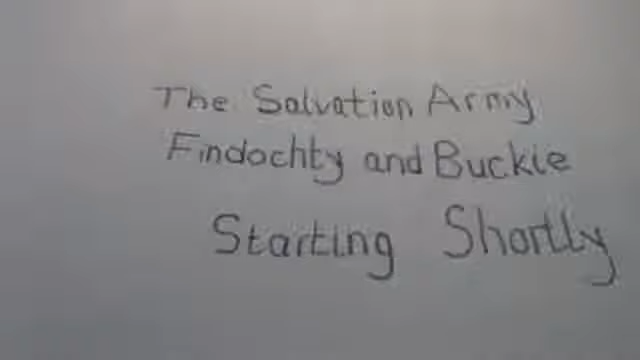 The Salvation Army
Findochty and Buckie
Starting Shortly